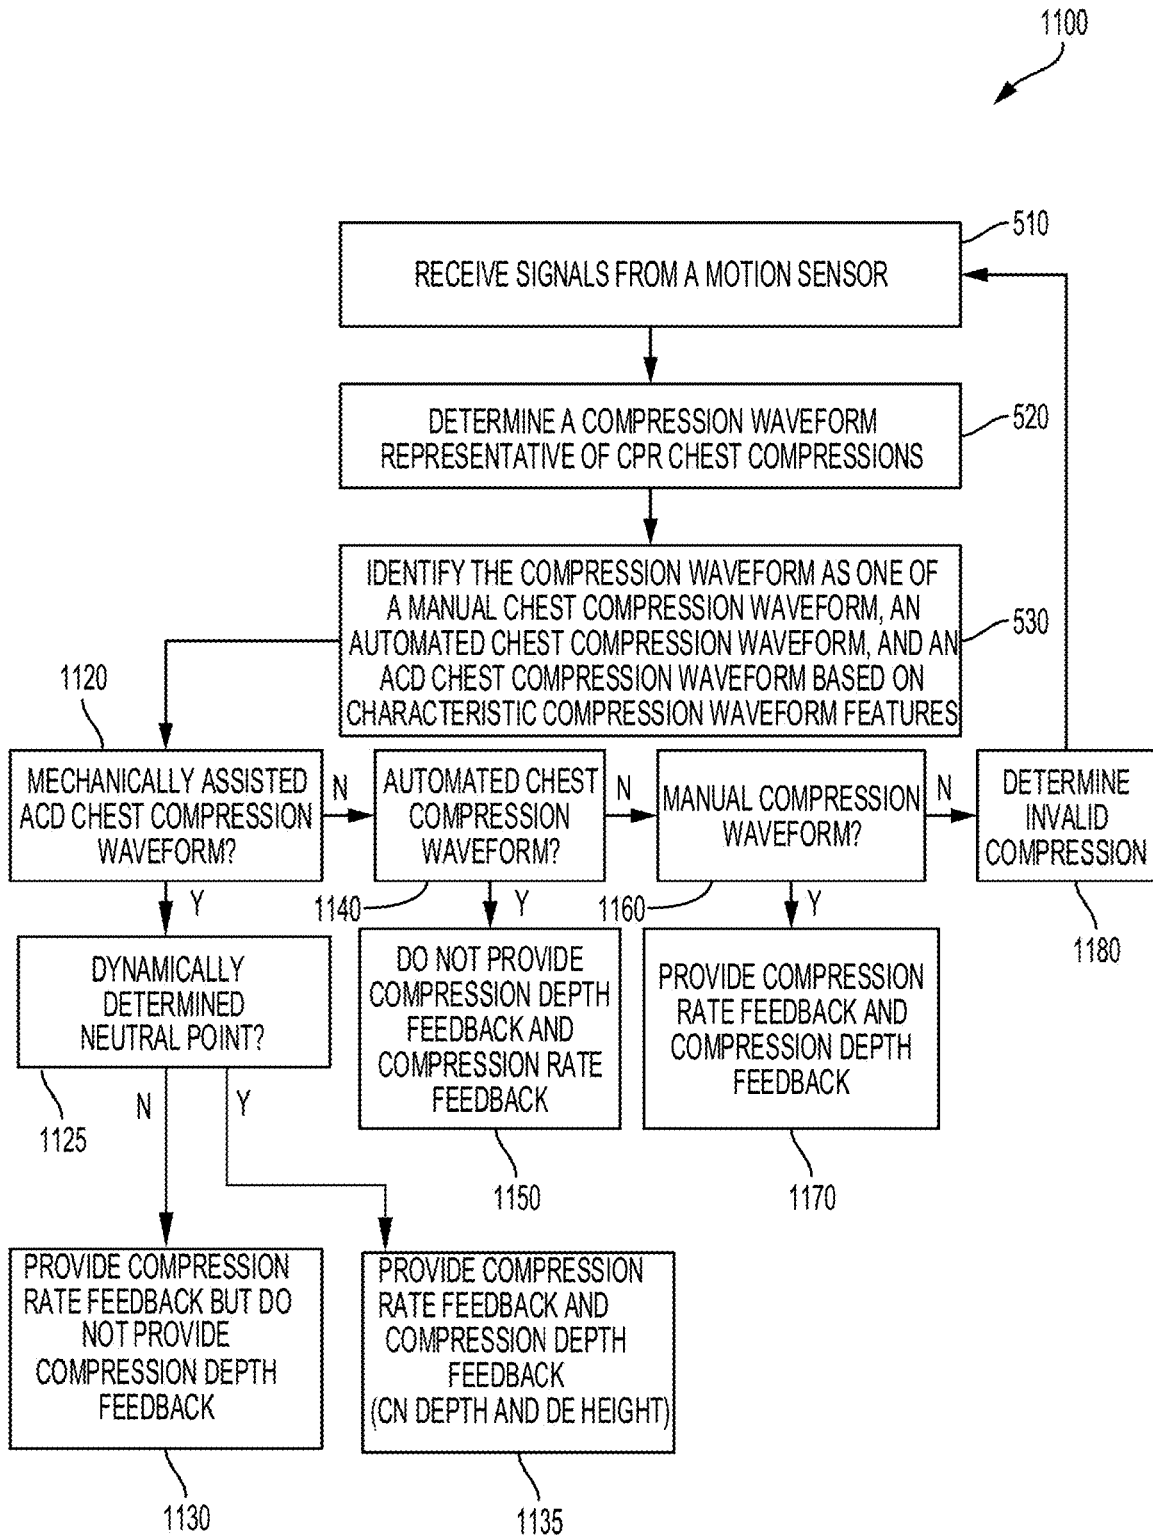 1100
510
RECEIVE SIGNALS FROM A MOTION SENSOR
DETERMINE A COMPRESSION WAVEFORM
REPRESENTATIVE OF CPR CHEST COMPRESSIONS
520
IDENTIFY THE COMPRESSION WAVEFORM AS ONE OF
A MANUAL CHEST COMPRESSION WAVEFORM, AN
AUTOMATED CHEST COMPRESSION WAVEFORM, AND AN
ACD CHEST COMPRESSION WAVEFORM BASED ON
CHARACTERISTIC COMPRESSION WAVEFORM FEATURES
530
1120
MECHANICALLY ASSISTED
ACD CHEST COMPRESSION
WAVEFORM?
N
AUTOMATED CHEST
COMPRESSION
WAVEFORM?
N
MANUAL COMPRESSION
WAVEFORM?
N
DETERMINE
INVALID
COMPRESSION
Y
1140
Y
1160
Y
1180
DYNAMICALLY
DETERMINED
NEUTRAL POINT?
DO NOT PROVIDE
COMPRESSION DEPTH
FEEDBACK AND
COMPRESSION RATE
FEEDBACK
PROVIDE COMPRESSION
RATE FEEDBACK AND
COMPRESSION DEPTH
FEEDBACK
1125
N
Y
1150
1170
PROVIDE COMPRESSION
RATE FEEDBACK BUT DO
NOT PROVIDE
COMPRESSION DEPTH
FEEDBACK
PROVIDE COMPRESSION
RATE FEEDBACK AND
COMPRESSION DEPTH
FEEDBACK
(CN DEPTH AND DE HEIGHT)
1130
1135